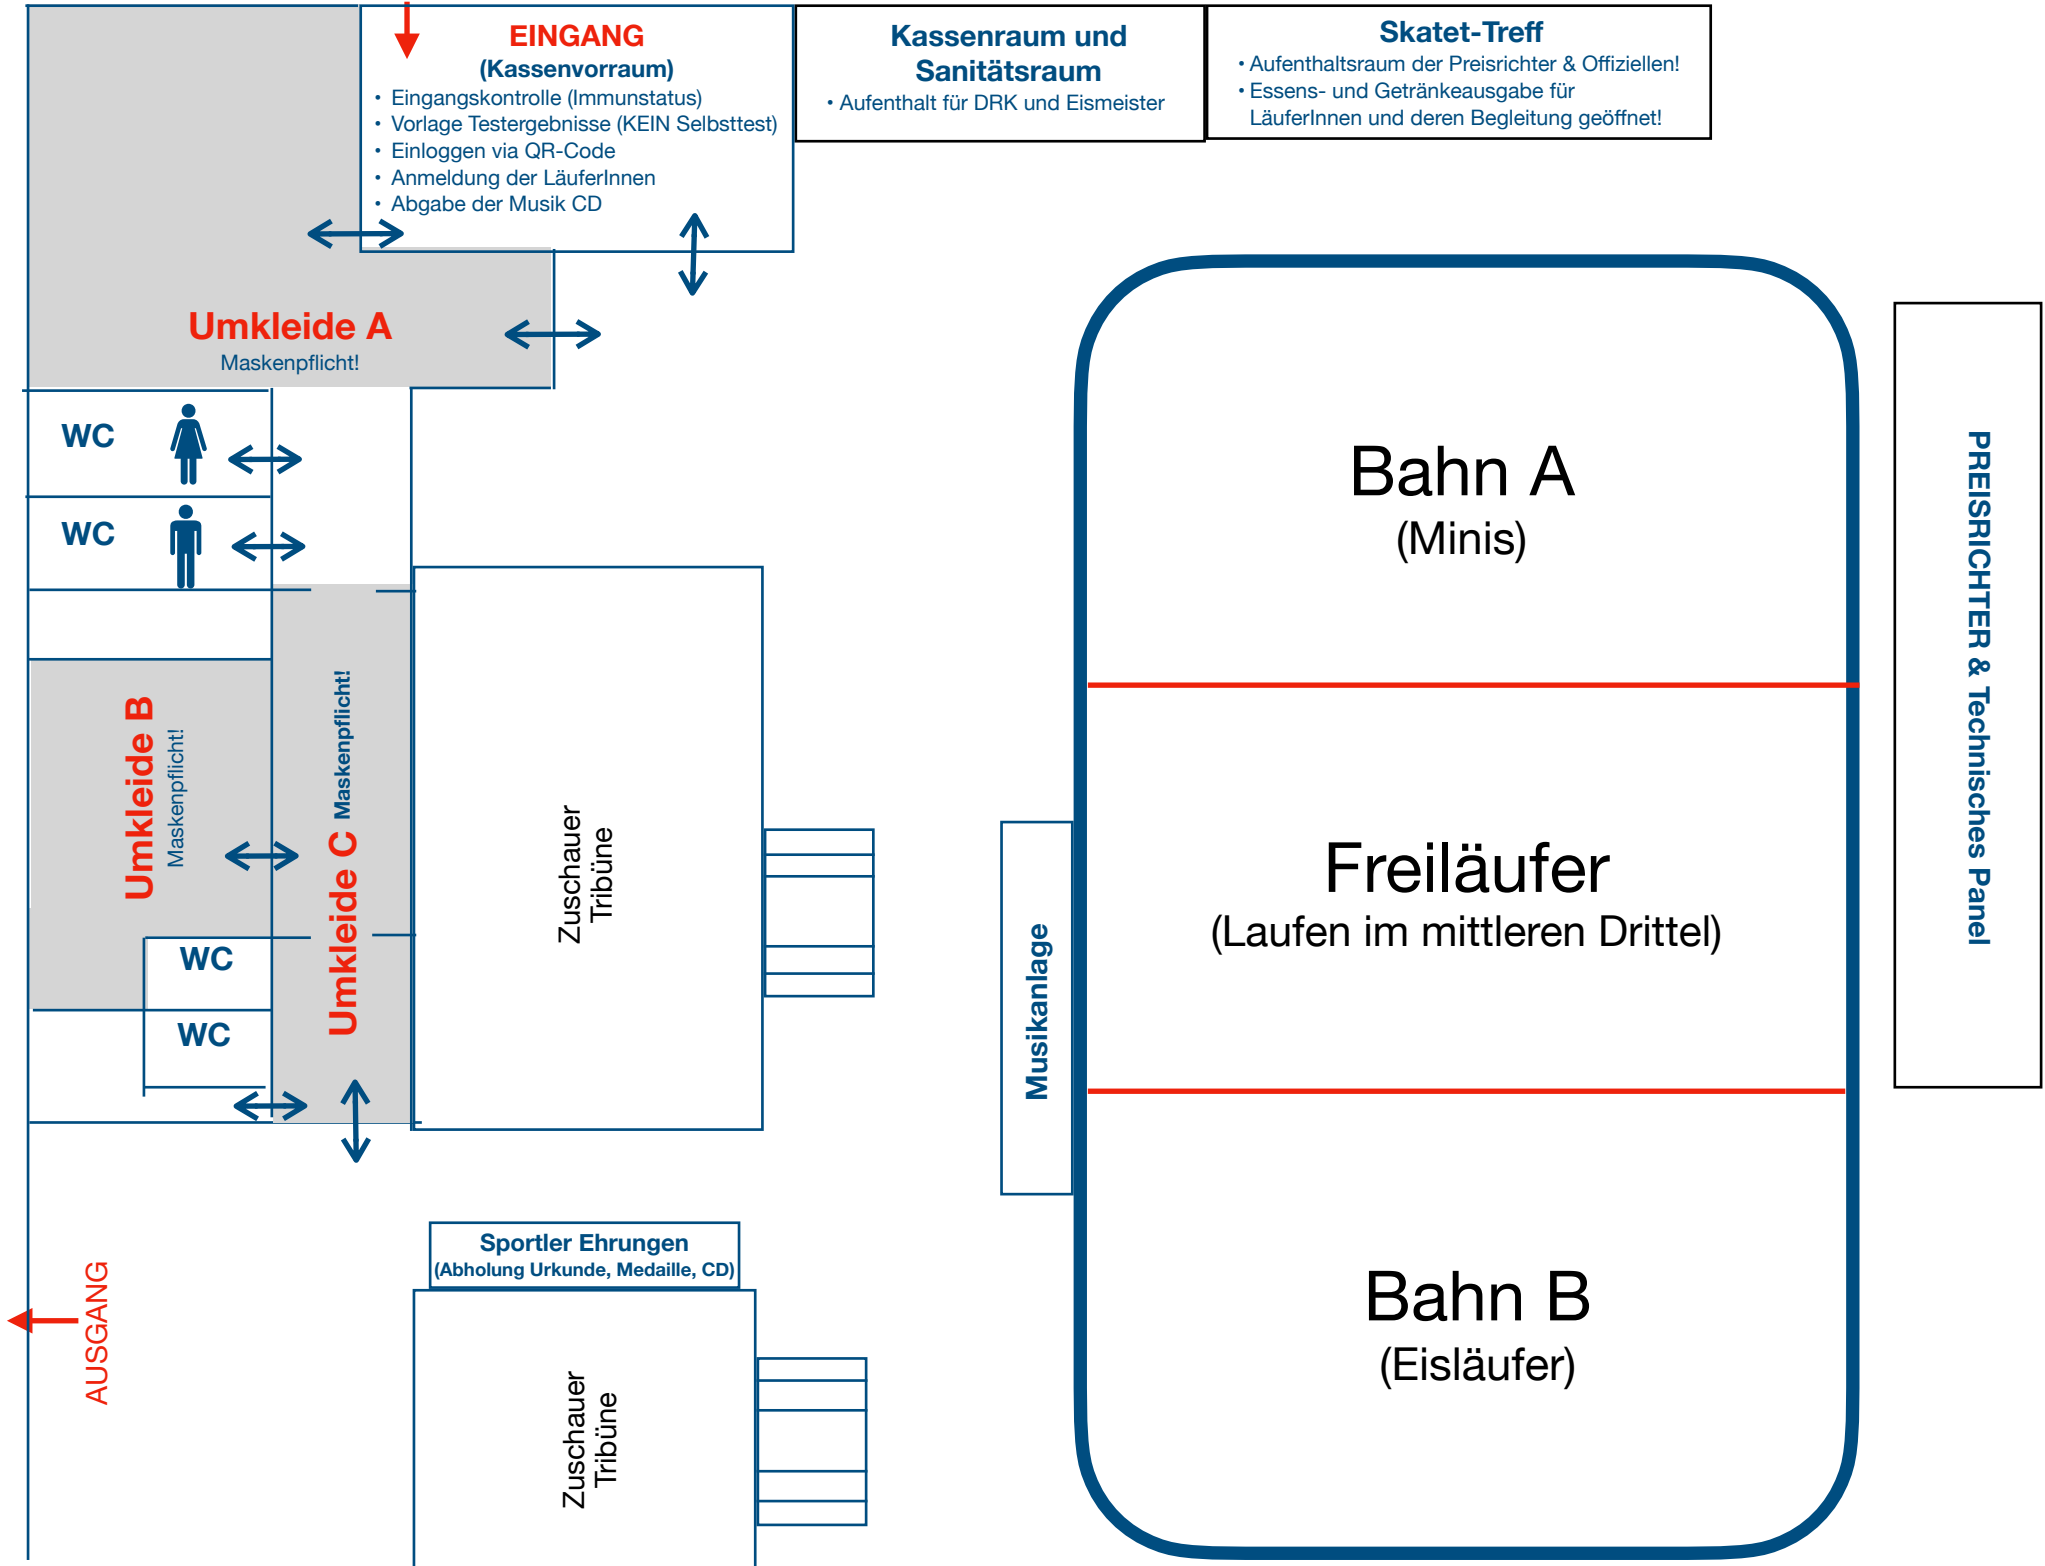 EINGANG
(Kassenvorraum)
• Eingangskontrolle (Immunstatus)
• Vorlage Testergebnisse (KEIN Selbsttest)
• Einloggen via QR-Code
• Anmeldung der LäuferInnen
• Abgabe der Musik CD
Kassenraum und
Sanitätsraum
• Aufenthalt für DRK und Eismeister
Skatet-Treff
• Aufenthaltsraum der Preisrichter & Offiziellen!
• Essens- und Getränkeausgabe für
LäuferInnen und deren Begleitung geöffnet!
Umkleide A
Maskenpflicht!
WC
WC
Umkleide B
Maskenpflicht!
Umkleide C Maskenpflicht!
WC
WC
Zuschauer
Tribüne
Musikanlage
Bahn A
(Minis)
Freiläufer
(Laufen im mittleren Drittel)
Bahn B
(Eisläufer)
PREISRICHTER & Technisches Panel
Sportler Ehrungen
(Abholung Urkunde, Medaille, CD)
AUSGANG
Zuschauer
Tribüne